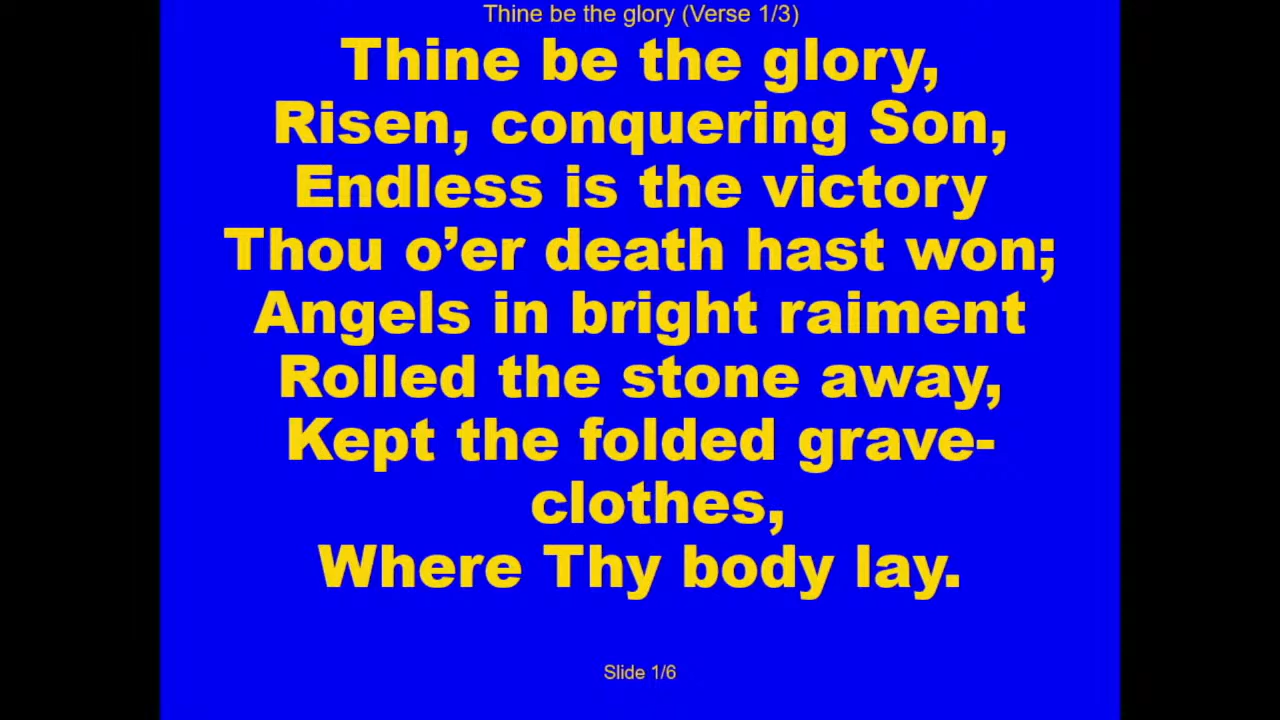 Thine be the glory (Verse 1/3)
Thine be the glory,
Risen, conquering Son,
Endless is the victory
Thou o’er death hast won;
Angels in bright raiment
Rolled the stone away,
Kept the folded grave-
clothes,
Where Thy body lay.
Slide 1/6